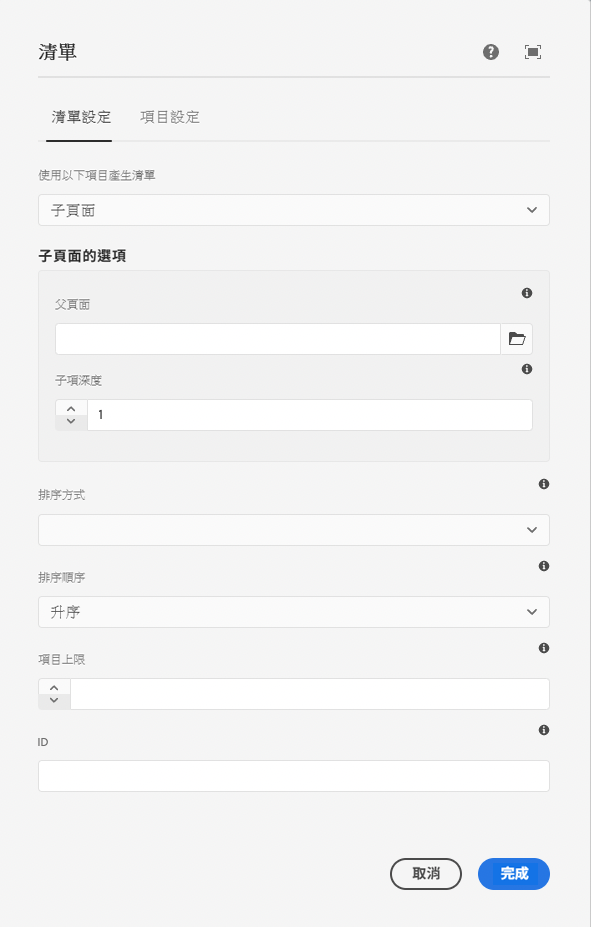 清單
清單設定 項目設定
使用以下項目產生清單
子頁面
子頁面的選項
父頁面
子項深度
1
排序方式
排序順序
升序
項目上限
ID
取消 完成